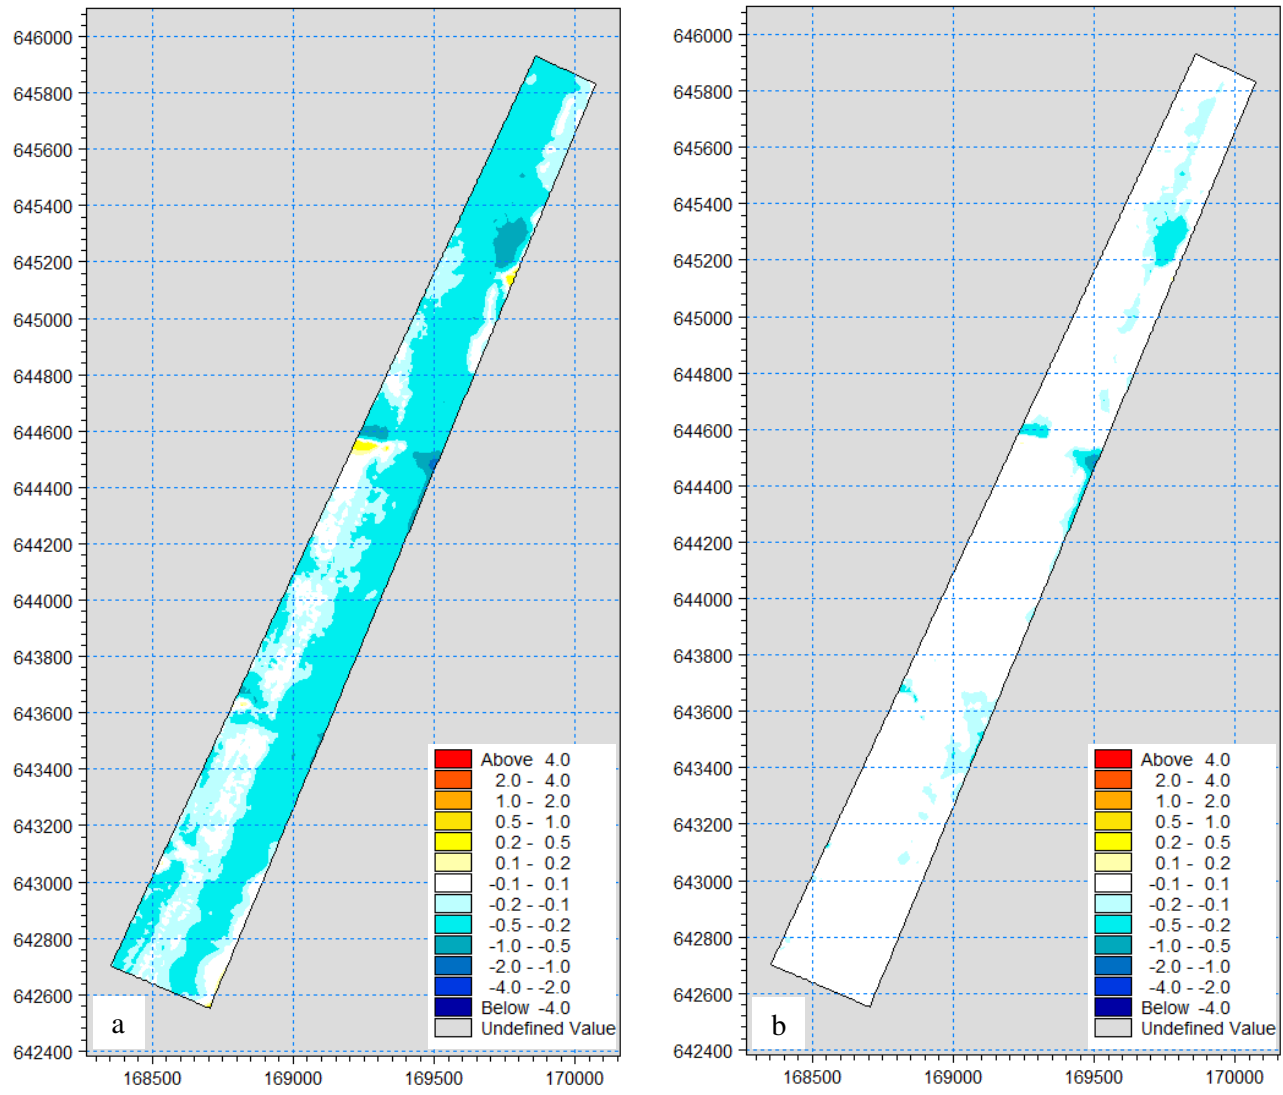 646000
645800
645600
645400
645200
645000
644800
644600
644400
644200
644000
643800
643600
643400
643200
643000
642800
642600
642400
168500 169000 169500 170000
Above 4.0
2.0 - 4.0
1.0 - 2.0
0.5 - 1.0
0.2 - 0.5
0.1 - 0.2
-0.1 - 0.1
-0.2 - -0.1
-0.5 - -0.2
-1.0 - -0.5
-2.0 - -1.0
-4.0 - -2.0
Below -4.0
Undefined Value
a
646000
645800
645600
645400
645200
645000
644800
644600
644400
644200
644000
643800
643600
643400
643200
643000
642800
642600
642400
168500 169000 169500 170000
Above 4.0
2.0 - 4.0
1.0 - 2.0
0.5 - 1.0
0.2 - 0.5
0.1 - 0.2
-0.1 - 0.1
-0.2 - -0.1
-0.5 - -0.2
-1.0 - -0.5
-2.0 - -1.0
-4.0 - -2.0
Below -4.0
Undefined Value
b